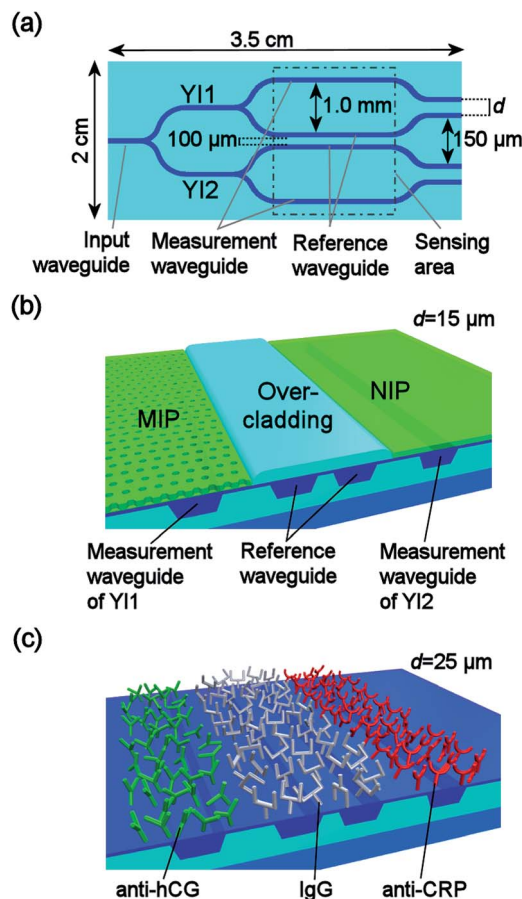 (a)
3.5 cm
2 cm
YI1
1.0 mm
d
100 µm
150 µm
YI2
Input
waveguide
Measurement
waveguide
Reference
waveguide
Sensing
area
(b)
d=15 µm
MIP
Over-
cladding
NIP
Measurement
waveguide
of YI1
Reference
waveguide
Measurement
waveguide
of YI2
(c)
d=25 µm
anti-hCG
IgG
anti-CRP